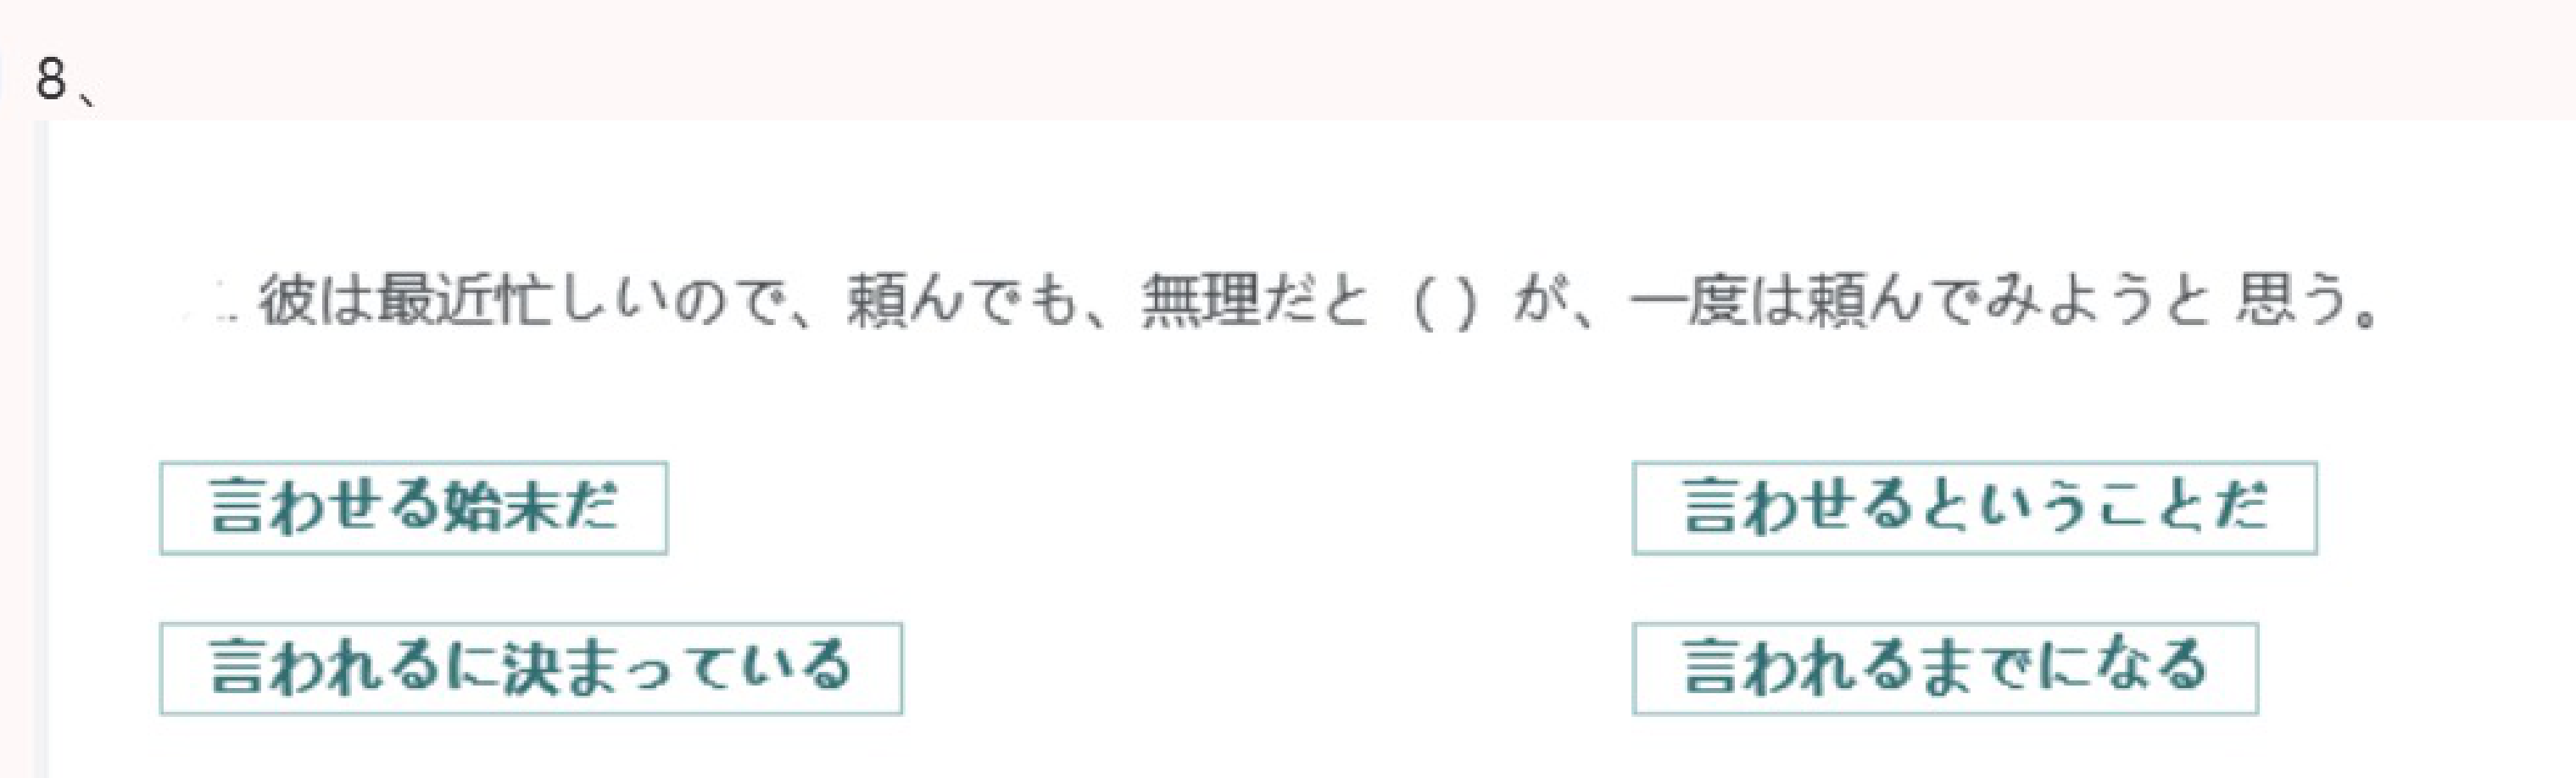 8、
彼は最近忙しいので、頼んでも、無理だと()が、一度は頼んでみようと 思う。
言わせる始末だ
言わせるということだ
言われるに決まっている
言われるまでになる